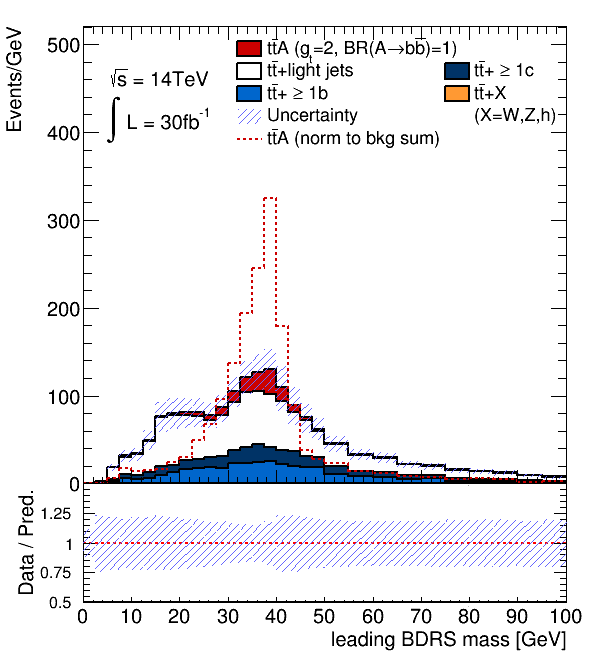 Events/GeV
500
400
300
200
100
0
√s = 14TeV
∫ L = 30fb⁻¹
tt̄A (gₜ=2, BR(A→bb̄)=1)
tt̄+light jets
tt̄+ ≥ 1c
tt̄+ ≥ 1b
tt̄+X
Uncertainty
(X=W,Z,h)
tt̄A (norm to bkg sum)
Data / Pred.
1.25
1
0.75
0.5
0 10 20 30 40 50 60 70 80 90 100
leading BDRS mass [GeV]